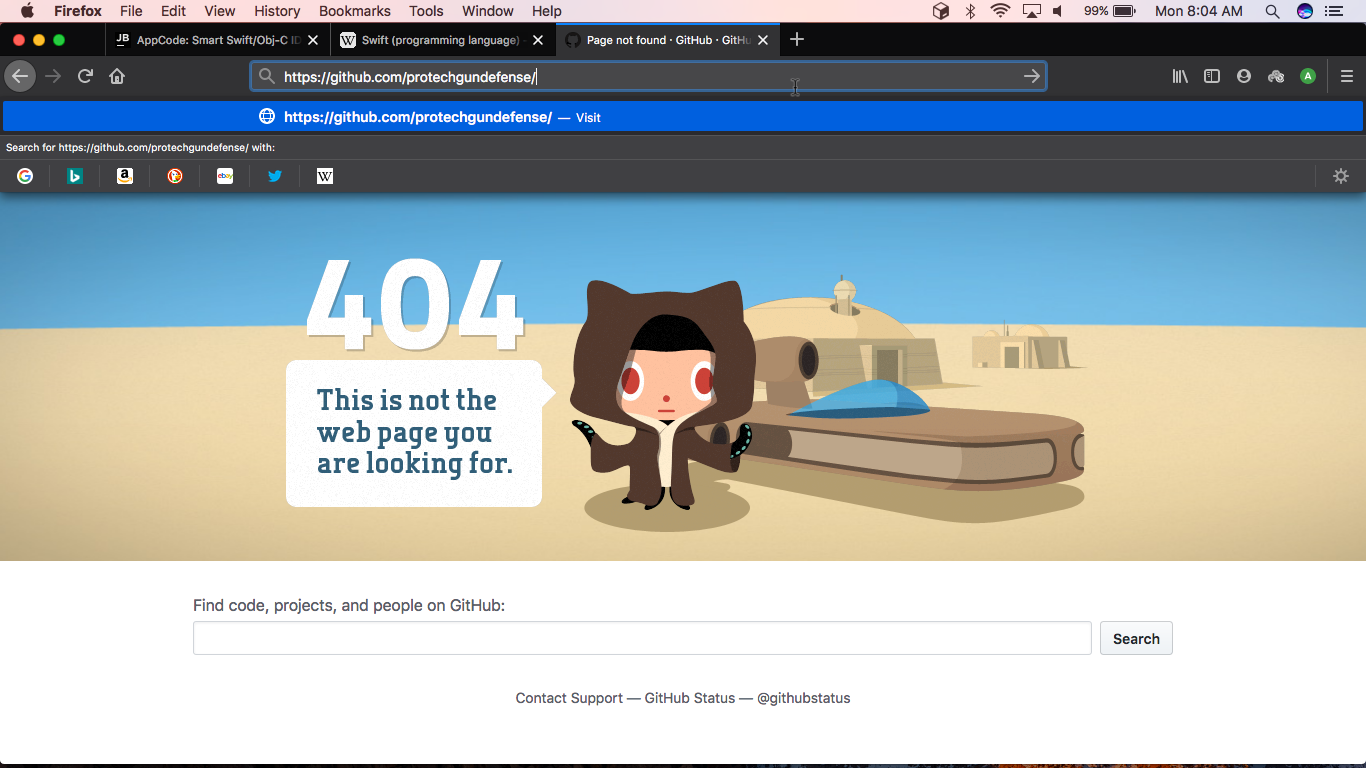 Firefox File Edit View History Bookmarks Tools Window Help 99% Mon 8:04 AM
JB AppCode: Smart Swift/Obj-C ID W Swift (programming language) - Page not found · GitHub · GitHu
https://github.com/protechgundefense/ A
https://github.com/protechgundefense/ — Visit
Search for https://github.com/protechgundefense/ with:
G b a ebay W
404
This is not the
web page you
are looking for.
Find code, projects, and people on GitHub:
Search
Contact Support — GitHub Status — @githubstatus